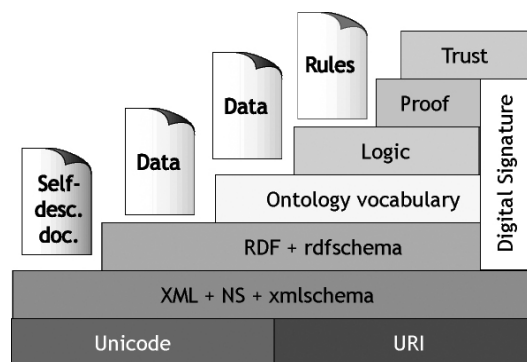 Trust
Rules
Proof
Data
Logic
Data
Self-
desc.
doc.
Ontology vocabulary
Digital Signature
RDF + rdfschema
XML + NS + xmlschema
Unicode
URI